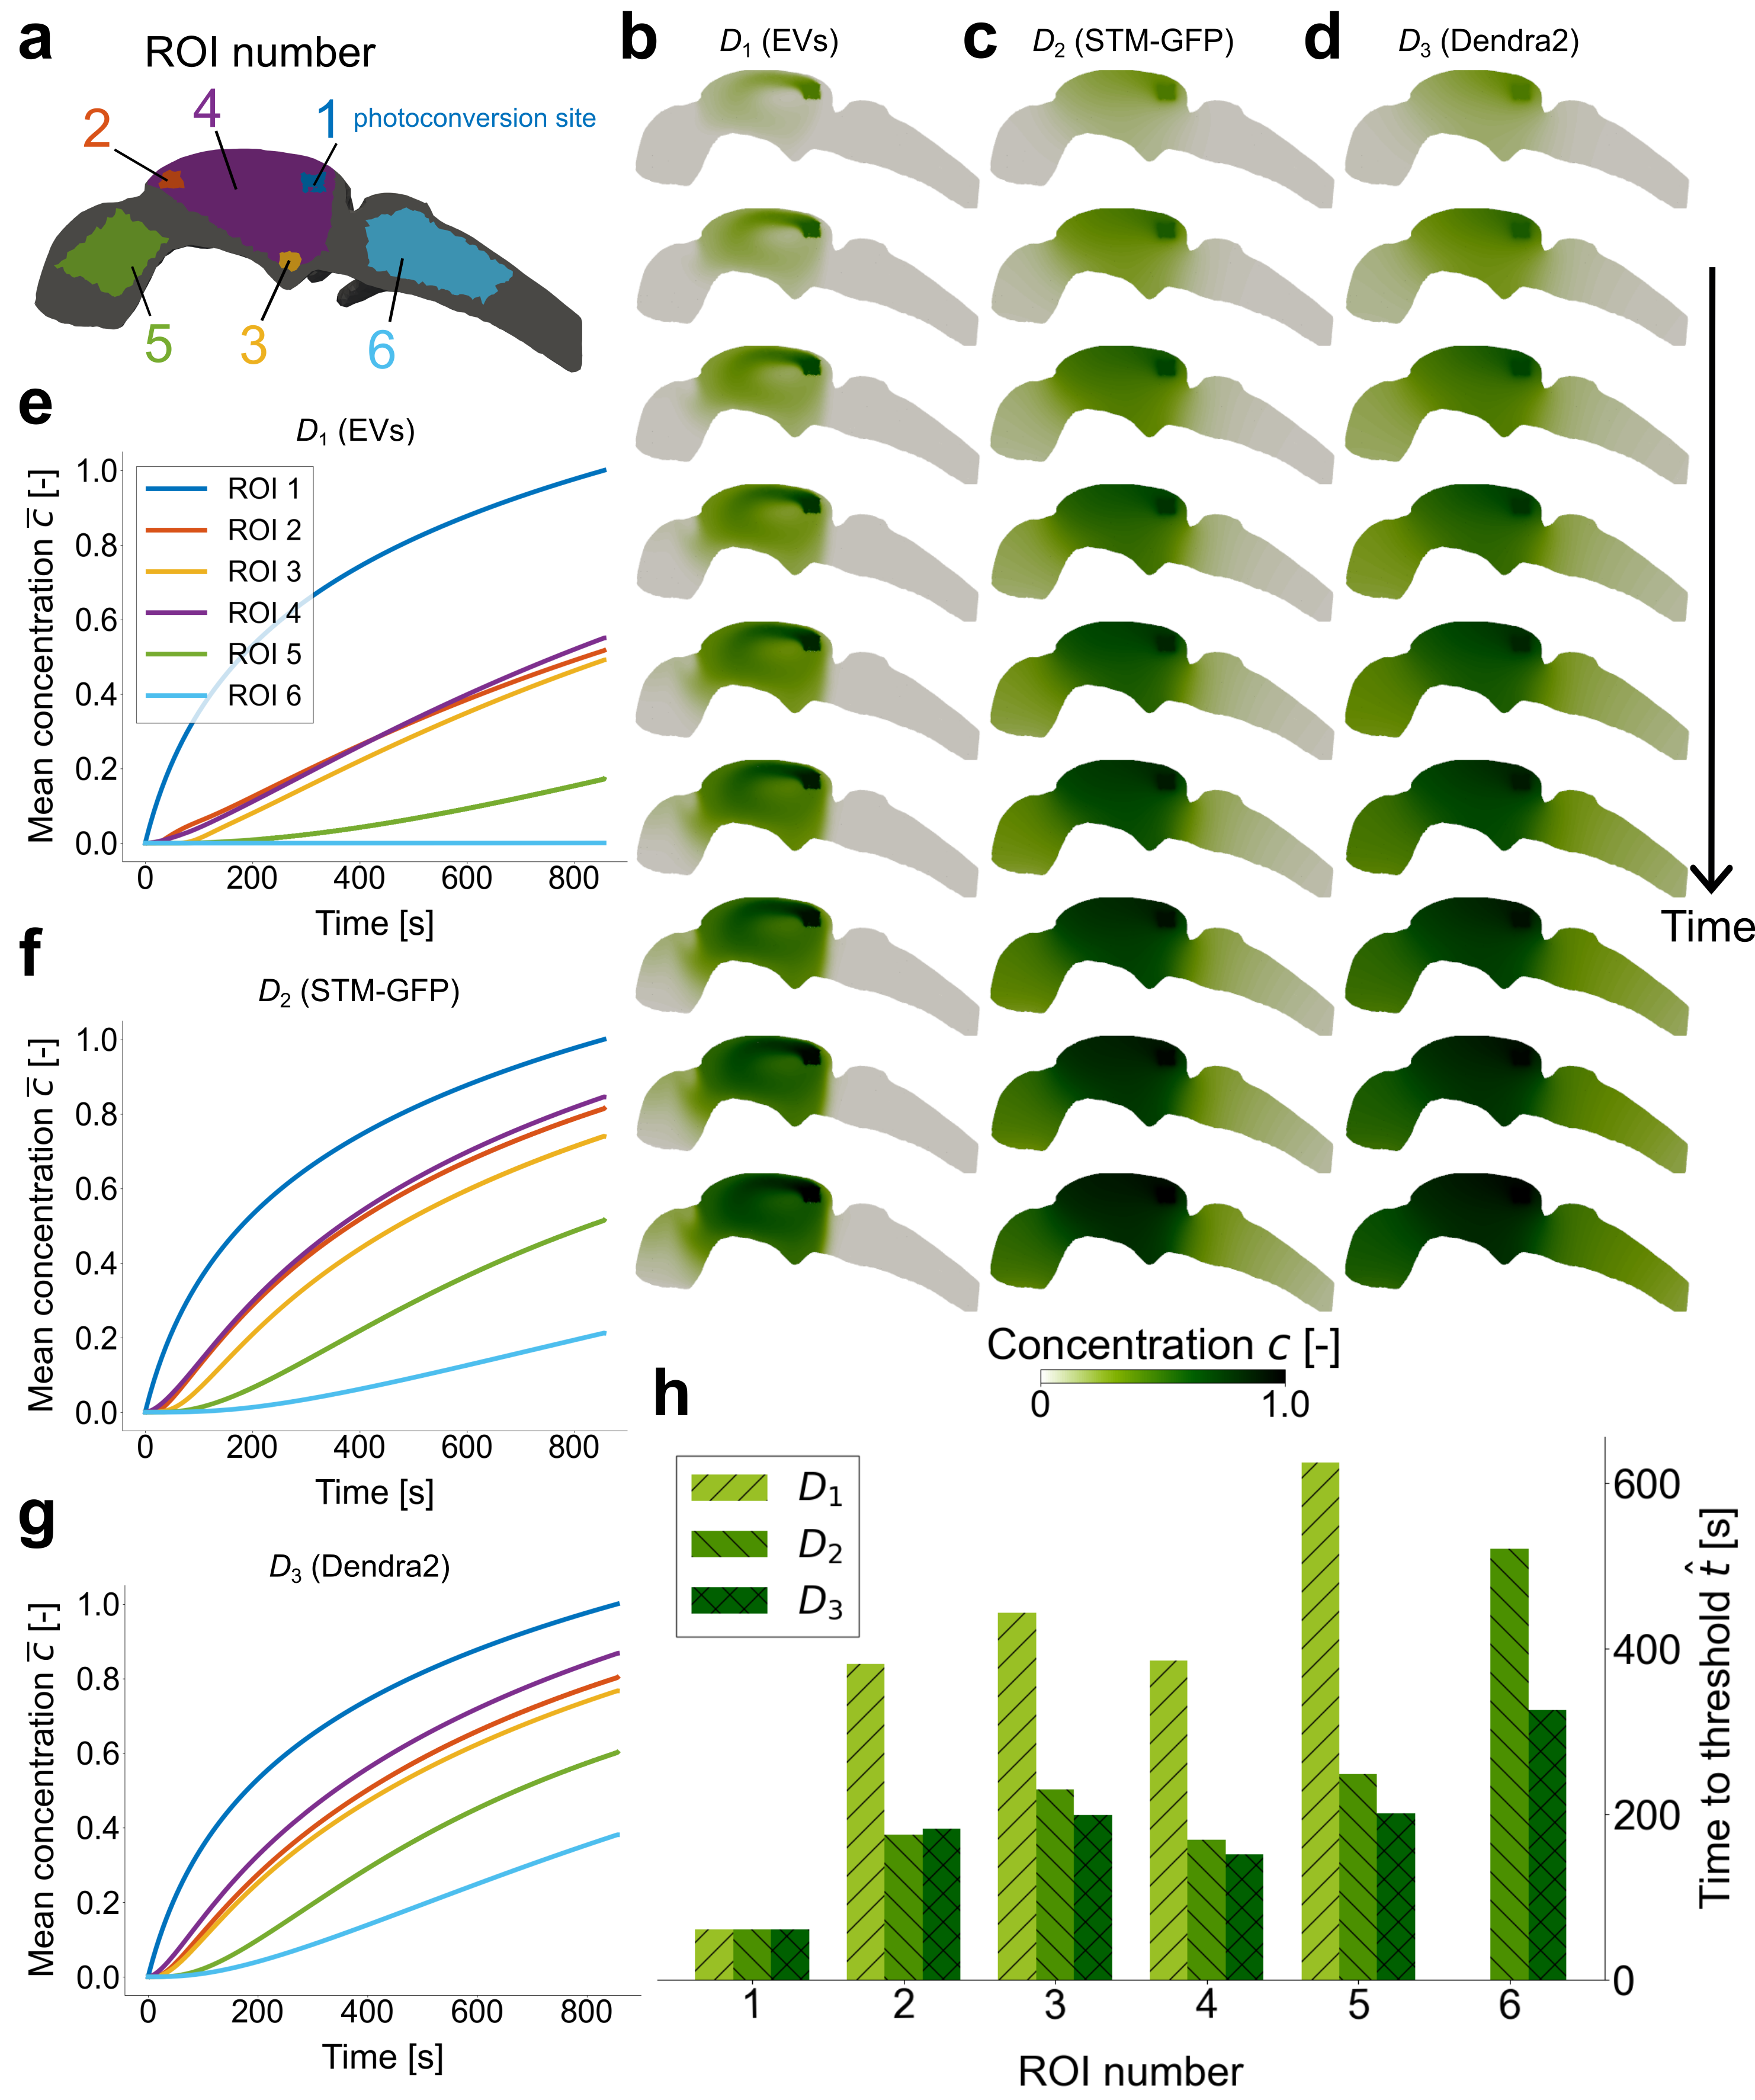 a
ROI number
2
4
1 photoconversion site
5
3
6
b
D1 (EVs)
c
D2 (STM-GFP)
d
D3 (Dendra2)
Time
Concentration c [-]
0
1.0
e
D1 (EVs)
Mean concentration c̅ [-]
1.0
0.8
0.6
0.4
0.2
0.0
ROI 1
ROI 2
ROI 3
ROI 4
ROI 5
ROI 6
0 200 400 600 800
Time [s]
f
D2 (STM-GFP)
Mean concentration c̅ [-]
1.0
0.8
0.6
0.4
0.2
0.0
0 200 400 600 800
Time [s]
g
D3 (Dendra2)
Mean concentration c̅ [-]
1.0
0.8
0.6
0.4
0.2
0.0
0 200 400 600 800
Time [s]
h
D1
D2
D3
600
400
200
0
Time to threshold t̂ [s]
1 2 3 4 5 6
ROI number